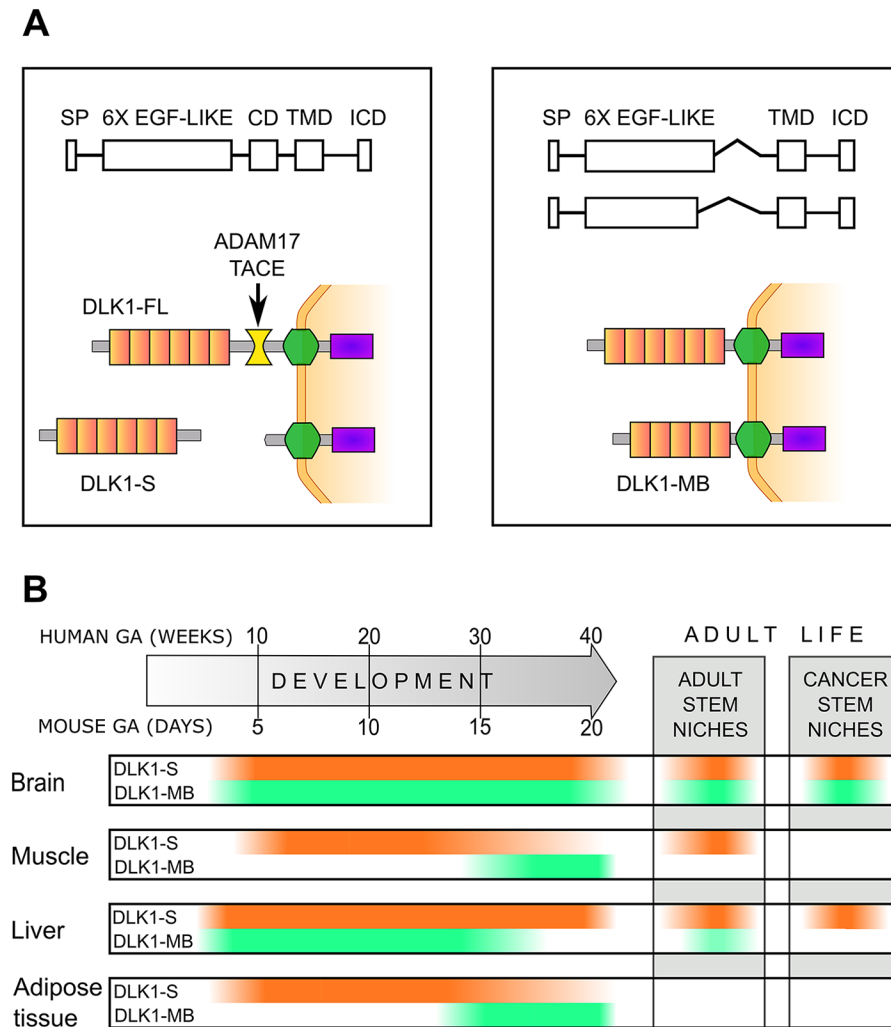 A
SP 6X EGF-LIKE CD TMD ICD
ADAM17
TACE
DLK1-FL
DLK1-S
SP 6X EGF-LIKE TMD ICD
DLK1-MB
B
HUMAN GA (WEEKS) 10 20 30 40
DEVELOPMENT
MOUSE GA (DAYS) 5 10 15 20
ADULT LIFE
ADULT
STEM
NICHES
CANCER
STEM
NICHES
Brain
DLK1-S
DLK1-MB
Muscle
DLK1-S
DLK1-MB
Liver
DLK1-S
DLK1-MB
Adipose
tissue
DLK1-S
DLK1-MB